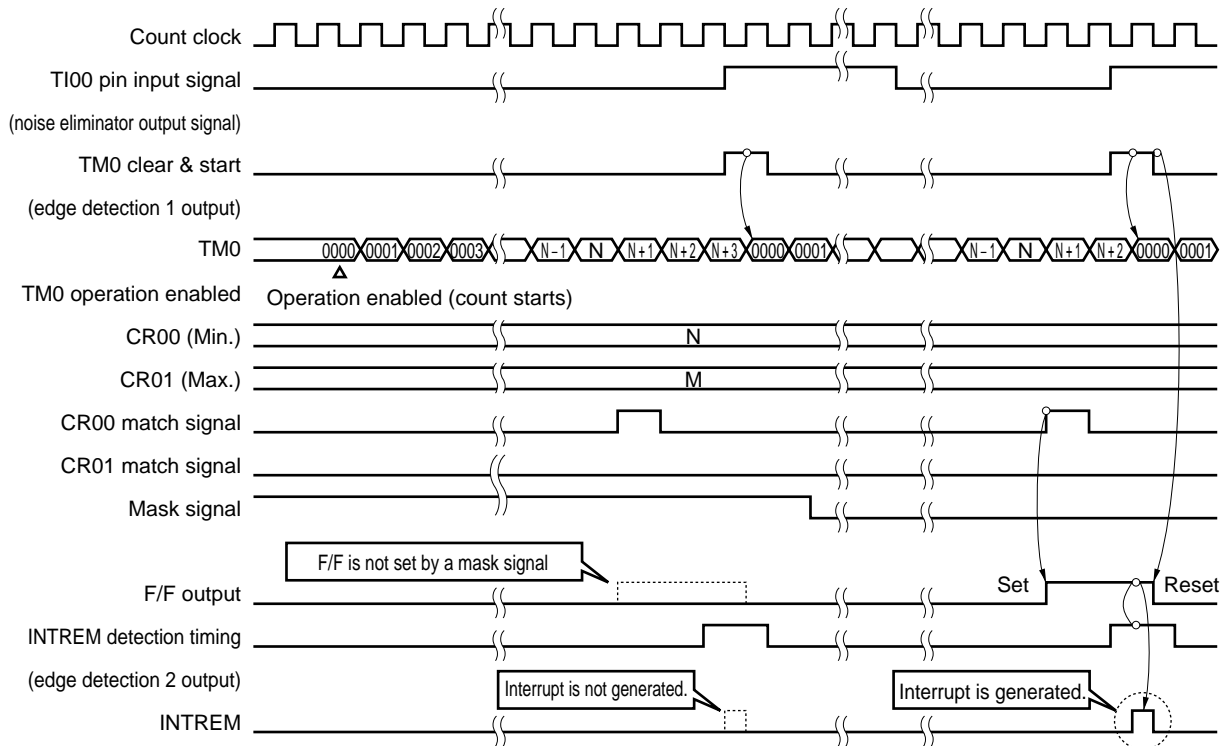 Count clock
TI00 pin input signal
(noise eliminator output signal)
TM0 clear & start
(edge detection 1 output)
TM0
0000 0001 0002 0003 N−1 N N+1 N+2 N+3 0000 0001 N−1 N N+1 N+2 0000 0001
TM0 operation enabled
Operation enabled (count starts)
CR00 (Min.)
N
CR01 (Max.)
M
CR00 match signal
CR01 match signal
Mask signal
F/F is not set by a mask signal
F/F output
Set
Reset
INTREM detection timing
(edge detection 2 output)
Interrupt is not generated.
Interrupt is generated.
INTREM